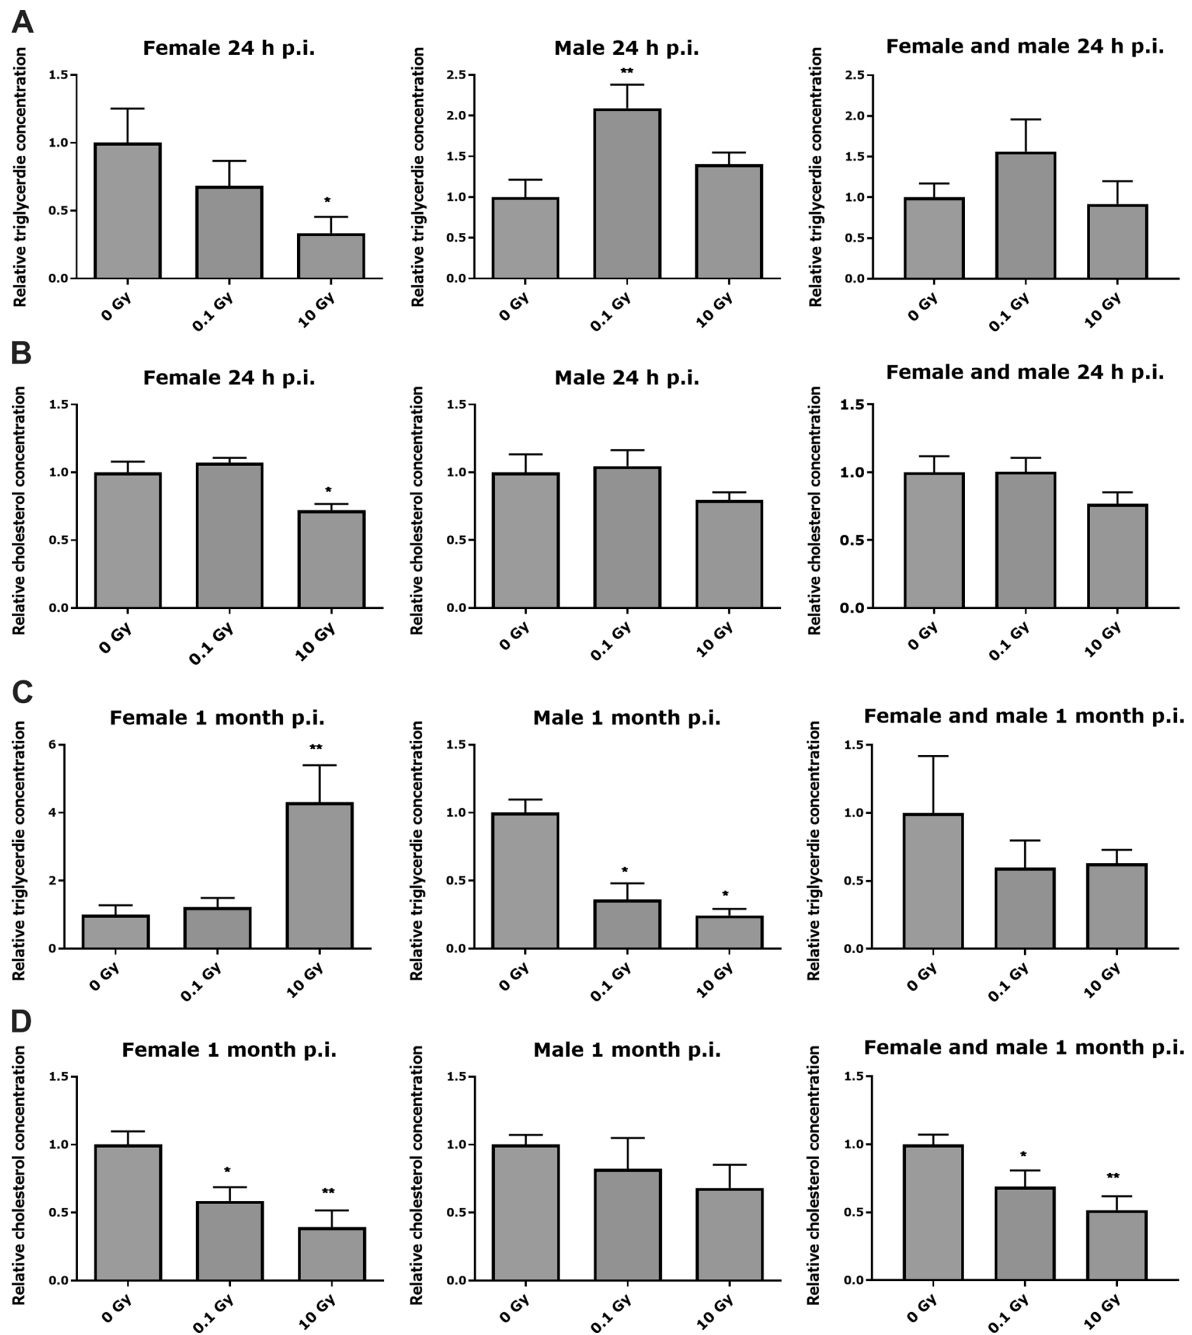 A
Female 24 h p.i.
Relative triglycerdie concentration
1.5
1.0
0.5
0.0
*
0 Gy
0.1 Gy
10 Gy
Male 24 h p.i.
Relative triglycerdie concentration
2.5
2.0
1.5
1.0
0.5
0.0
**
0 Gy
0.1 Gy
10 Gy
Female and male 24 h p.i.
Relative triglycerdie concentration
2.5
2.0
1.5
1.0
0.5
0.0
0 Gy
0.1 Gy
10 Gy
B
Female 24 h p.i.
Relative cholesterol concentration
1.5
1.0
0.5
0.0
*
0 Gy
0.1 Gy
10 Gy
Male 24 h p.i.
Relative cholesterol concentration
1.5
1.0
0.5
0.0
0 Gy
0.1 Gy
10 Gy
Female and male 24 h p.i.
Relative cholesterol concentration
1.5
1.0
0.5
0.0
0 Gy
0.1 Gy
10 Gy
C
Female 1 month p.i.
Relative triglycerdie concentration
6
4
2
0
**
0 Gy
0.1 Gy
10 Gy
Male 1 month p.i.
Relative triglycerdie concentration
1.5
1.0
0.5
0.0
*
*
0 Gy
0.1 Gy
10 Gy
Female and male 1 month p.i.
Relative triglycerdie concentration
1.5
1.0
0.5
0.0
0 Gy
0.1 Gy
10 Gy
D
Female 1 month p.i.
Relative cholesterol concentration
1.5
1.0
0.5
0.0
*
**
0 Gy
0.1 Gy
10 Gy
Male 1 month p.i.
Relative cholesterol concentration
1.5
1.0
0.5
0.0
0 Gy
0.1 Gy
10 Gy
Female and male 1 month p.i.
Relative cholesterol concentration
1.5
1.0
0.5
0.0
*
**
0 Gy
0.1 Gy
10 Gy